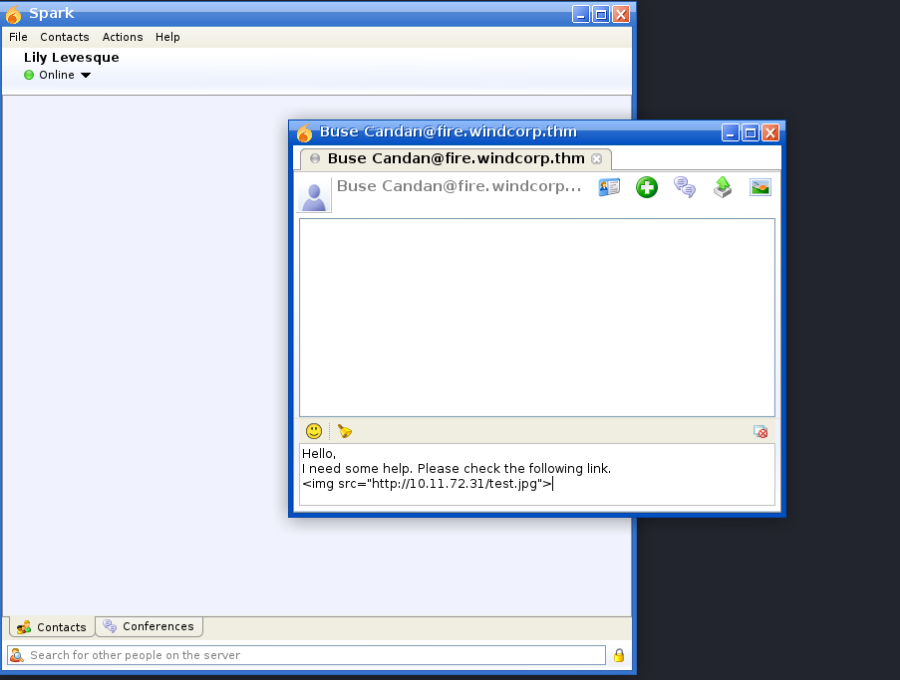 Spark
File Contacts Actions Help
Lily Levesque
Online
Buse Candan@fire.windcorp.thm
Buse Candan@fire.windcorp.thm
Buse Candan@fire.windcorp...
Hello,
I need some help. Please check the following link.
<img src="http://10.11.72.31/test.jpg">
Contacts Conferences
Search for other people on the server